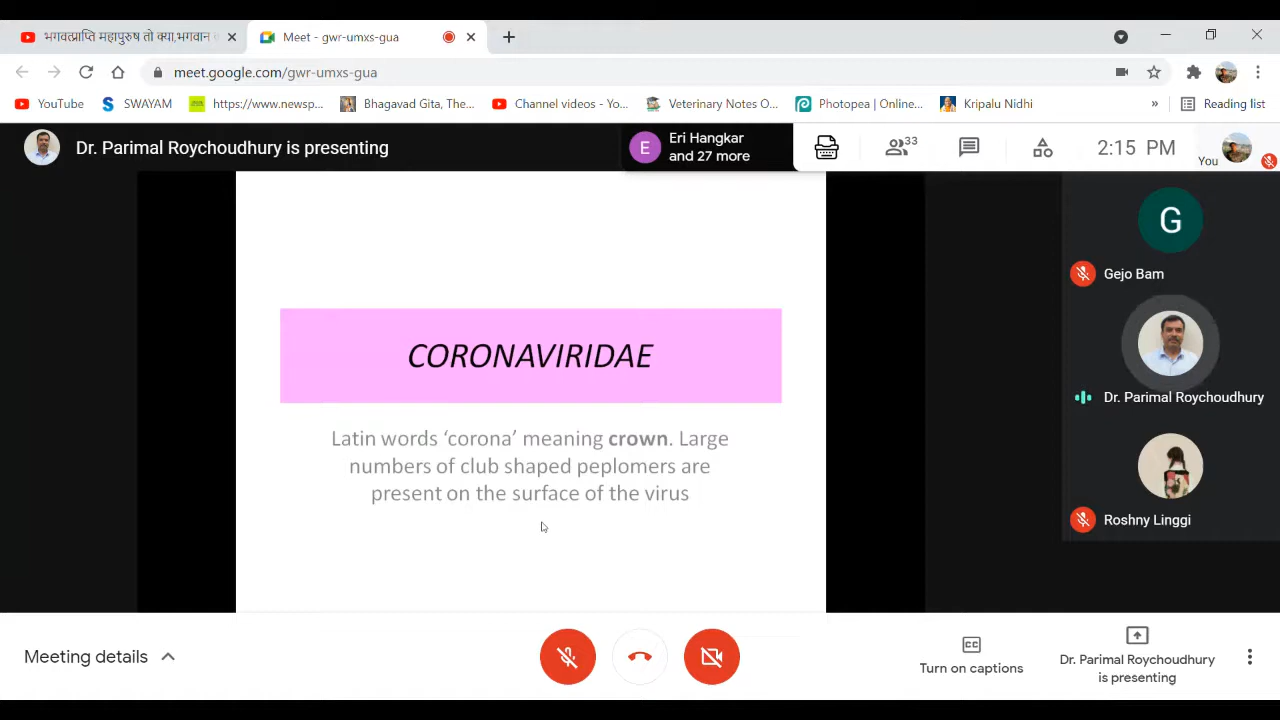 भगवत्प्राप्ति महापुरुष तो क्या,भगवान
Meet - gwr-umxs-gua
meet.google.com/gwr-umxs-gua
YouTube
SWAYAM
https://www.newsp...
Bhagavad Gita, The...
Channel videos - Yo...
Veterinary Notes O...
Photopea | Online...
Kripalu Nidhi
»
Reading list
Dr. Parimal Roychoudhury is presenting
E
Eri Hangkar
and 27 more
33
2:15 PM
You
G
Gejo Bam
Dr. Parimal Roychoudhury
Roshny Linggi
CORONAVIRIDAE
Latin words ‘corona’ meaning crown. Large
numbers of club shaped peplomers are
present on the surface of the virus
Meeting details
CC
Turn on captions
Dr. Parimal Roychoudhury
is presenting